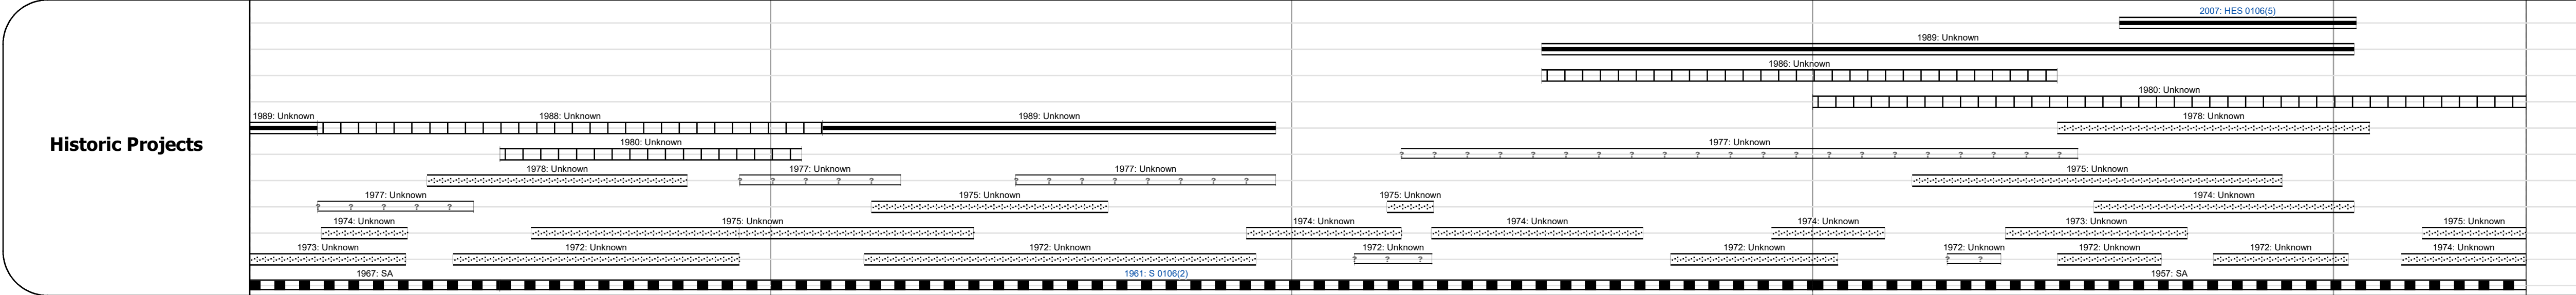 Historic Projects
2007: HES 0106(5)
1989: Unknown
1986: Unknown
1980: Unknown
1989: Unknown 1988: Unknown 1989: Unknown 1978: Unknown
1980: Unknown 1977: Unknown
1978: Unknown 1977: Unknown 1977: Unknown 1975: Unknown
1977: Unknown 1975: Unknown 1975: Unknown 1974: Unknown
1974: Unknown 1975: Unknown 1974: Unknown 1974: Unknown 1974: Unknown 1973: Unknown 1975: Unknown
1973: Unknown 1972: Unknown 1972: Unknown 1972: Unknown 1972: Unknown 1972: Unknown 1972: Unknown 1972: Unknown 1974: Unknown
1967: SA 1961: S 0106(2) 1957: SA